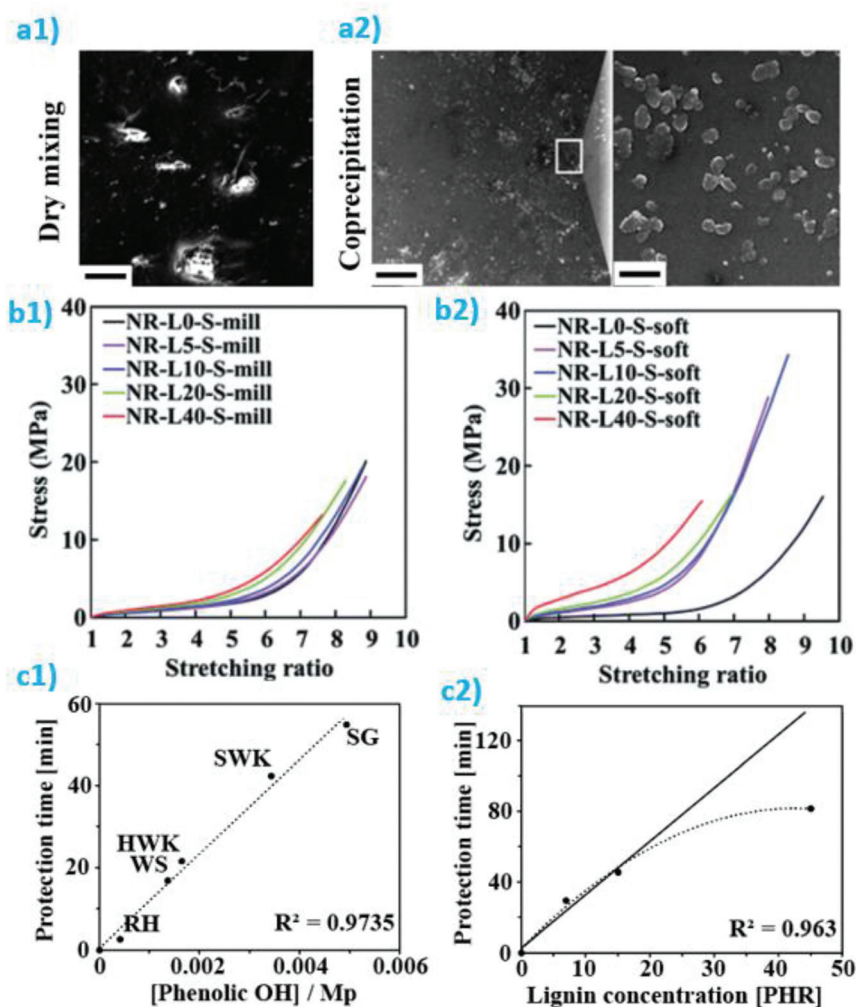 a1)
a2)
Dry mixing
Coprecipitation
b1)
40
30
20
10
0
Stress (MPa)
NR-L0-S-mill
NR-L5-S-mill
NR-L10-S-mill
NR-L20-S-mill
NR-L40-S-mill
1 2 3 4 5 6 7 8 9 10
Stretching ratio
b2)
40
30
20
10
0
Stress (MPa)
NR-L0-S-soft
NR-L5-S-soft
NR-L10-S-soft
NR-L20-S-soft
NR-L40-S-soft
1 2 3 4 5 6 7 8 9 10
Stretching ratio
c1)
60
40
20
0
Protection time [min]
SG
SWK
HWK
WS
RH
R² = 0.9735
0 0.002 0.004 0.006
[Phenolic OH] / Mp
c2)
120
80
40
0
Protection time [min]
R² = 0.963
0 10 20 30 40 50
Lignin concentration [PHR]